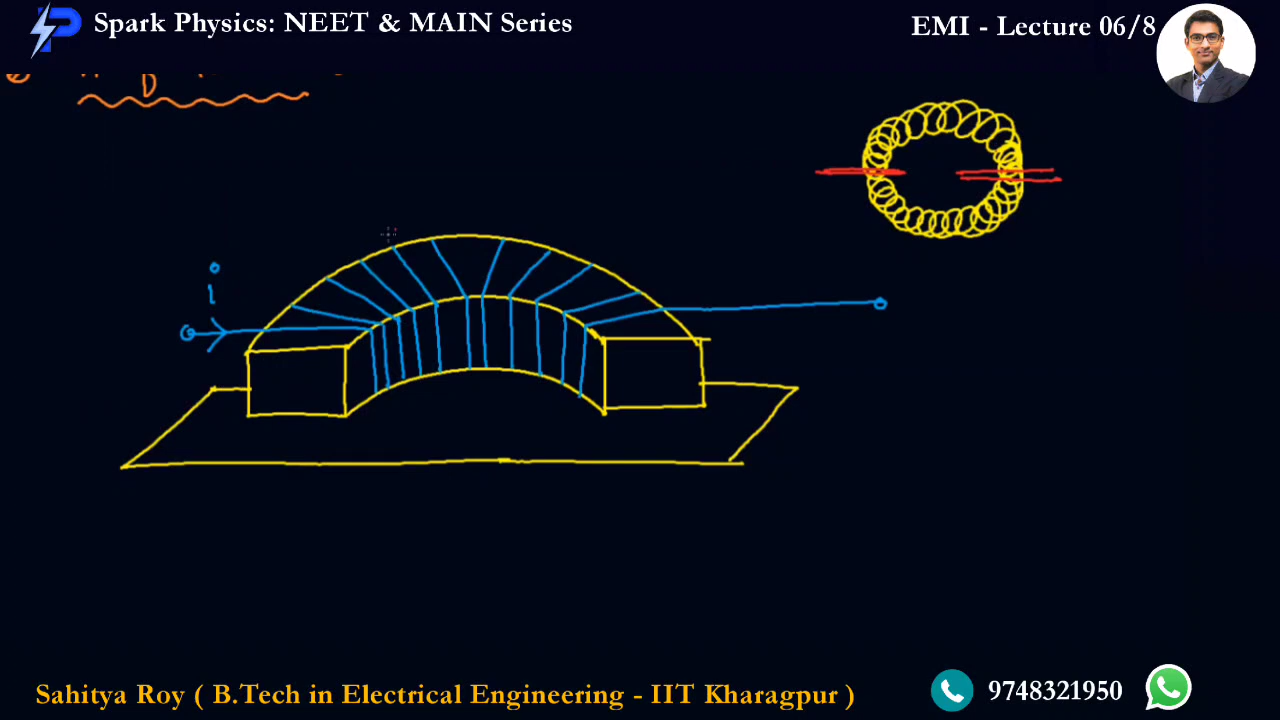 Spark Physics: NEET & MAIN Series
EMI - Lecture 06/8
i
Sahitya Roy ( B.Tech in Electrical Engineering - IIT Kharagpur )
9748321950